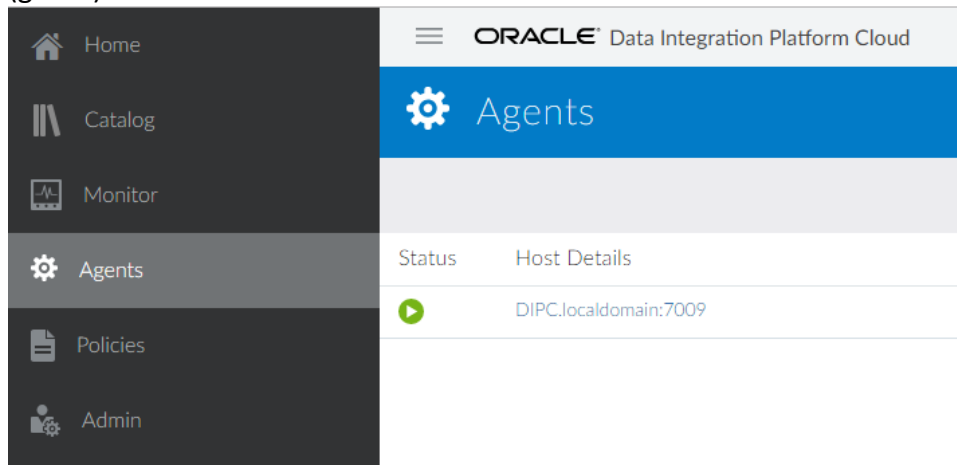 Home
Catalog
Monitor
Agents
Policies
Admin
ORACLE® Data Integration Platform Cloud
Agents
Status Host Details
DIPC.localdomain:7009